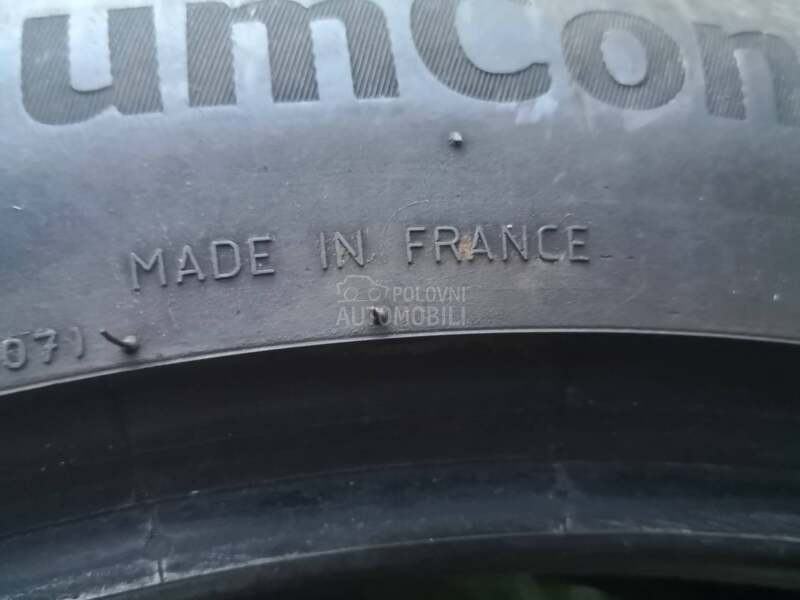 umCon
MADE IN FRANCE
POLOVNI
AUTOMOBILI
071)